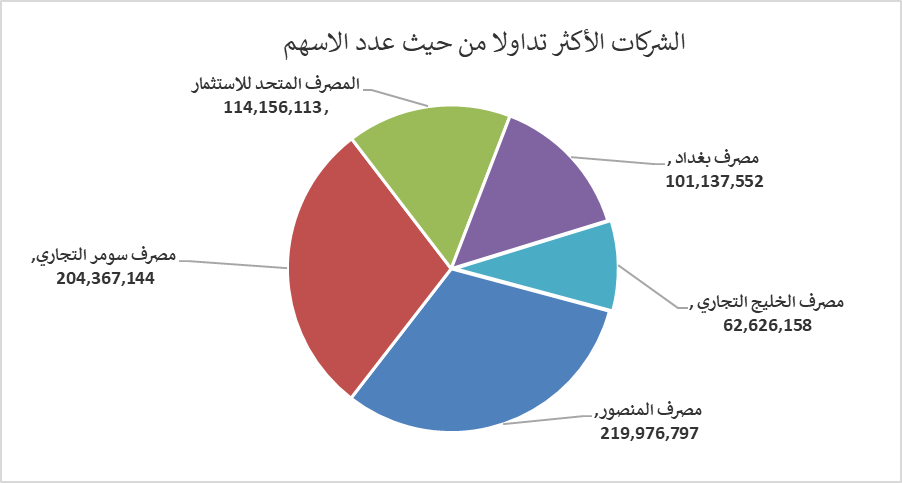 الشركات الأكثر تداولا من حيث عدد الاسهم
المصرف المتحد للاستثمار
, 114,156,113
مصرف بغداد ,
101,137,552
مصرف سومر التجاري,
204,367,144
مصرف الخليج التجاري ,
62,626,158
مصرف المنصور,
219,976,797